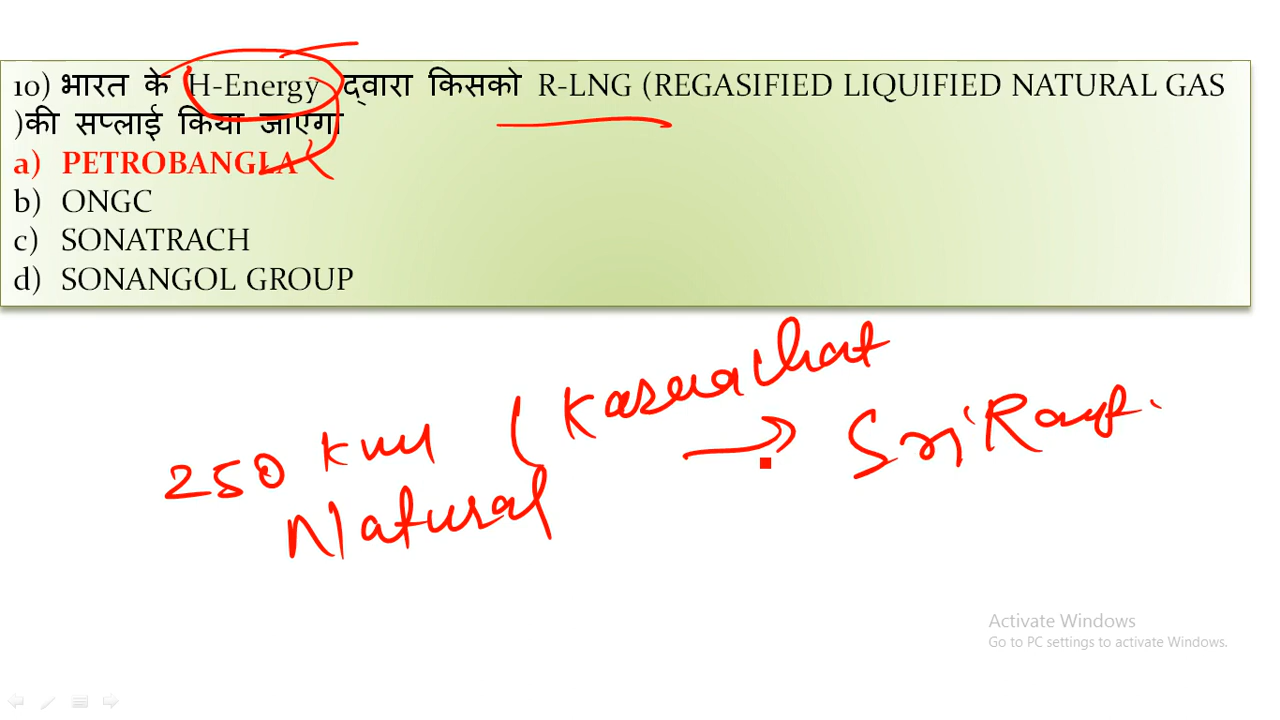 10) भारत के H-Energy द्वारा किसको R-LNG (REGASIFIED LIQUIFIED NATURAL GAS
)की सप्लाई किया जाएगा
a) PETROBANGLA
b) ONGC
c) SONATRACH
d) SONANGOL GROUP
250 km (
Natural
Activate Windows
Go to PC settings to activate Windows.